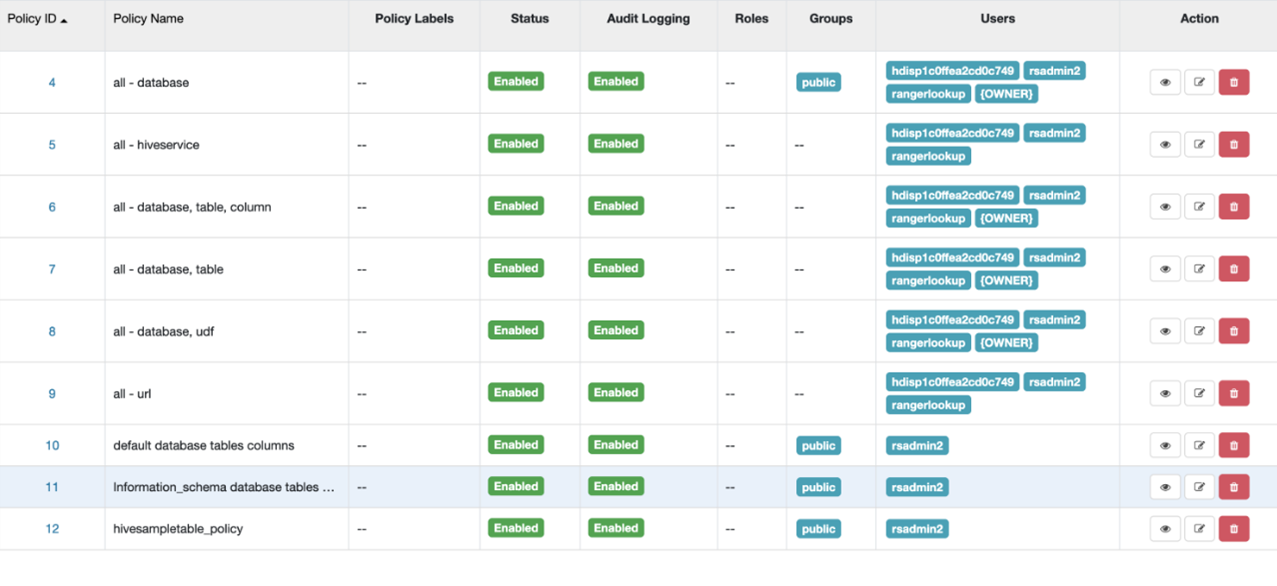 Policy ID Policy Name Policy Labels Status Audit Logging Roles Groups Users Action
4 all - database -- Enabled Enabled -- public hdisp1c0ffea2cd0c749 rsadmin2
rangerlookup {OWNER}
5 all - hiveservice -- Enabled Enabled -- -- hdisp1c0ffea2cd0c749 rsadmin2
rangerlookup
6 all - database, table, column -- Enabled Enabled -- -- hdisp1c0ffea2cd0c749 rsadmin2
rangerlookup {OWNER}
7 all - database, table -- Enabled Enabled -- -- hdisp1c0ffea2cd0c749 rsadmin2
rangerlookup {OWNER}
8 all - database, udf -- Enabled Enabled -- -- hdisp1c0ffea2cd0c749 rsadmin2
rangerlookup {OWNER}
9 all - url -- Enabled Enabled -- -- hdisp1c0ffea2cd0c749 rsadmin2
rangerlookup
10 default database tables columns -- Enabled Enabled -- public rsadmin2
11 Information_schema database tables ... -- Enabled Enabled -- public rsadmin2
12 hivesampletable_policy -- Enabled Enabled -- public rsadmin2